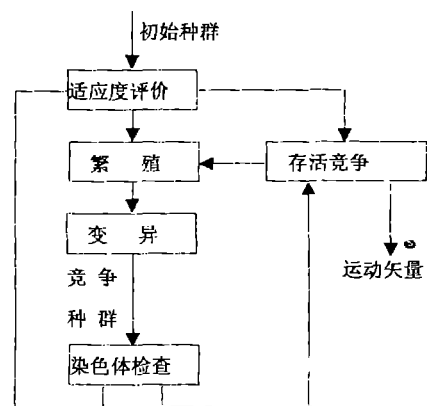 初始种群
适应度评价
繁 殖
存活竞争
变 异
运动矢量
竞 争
种 群
染色体检查